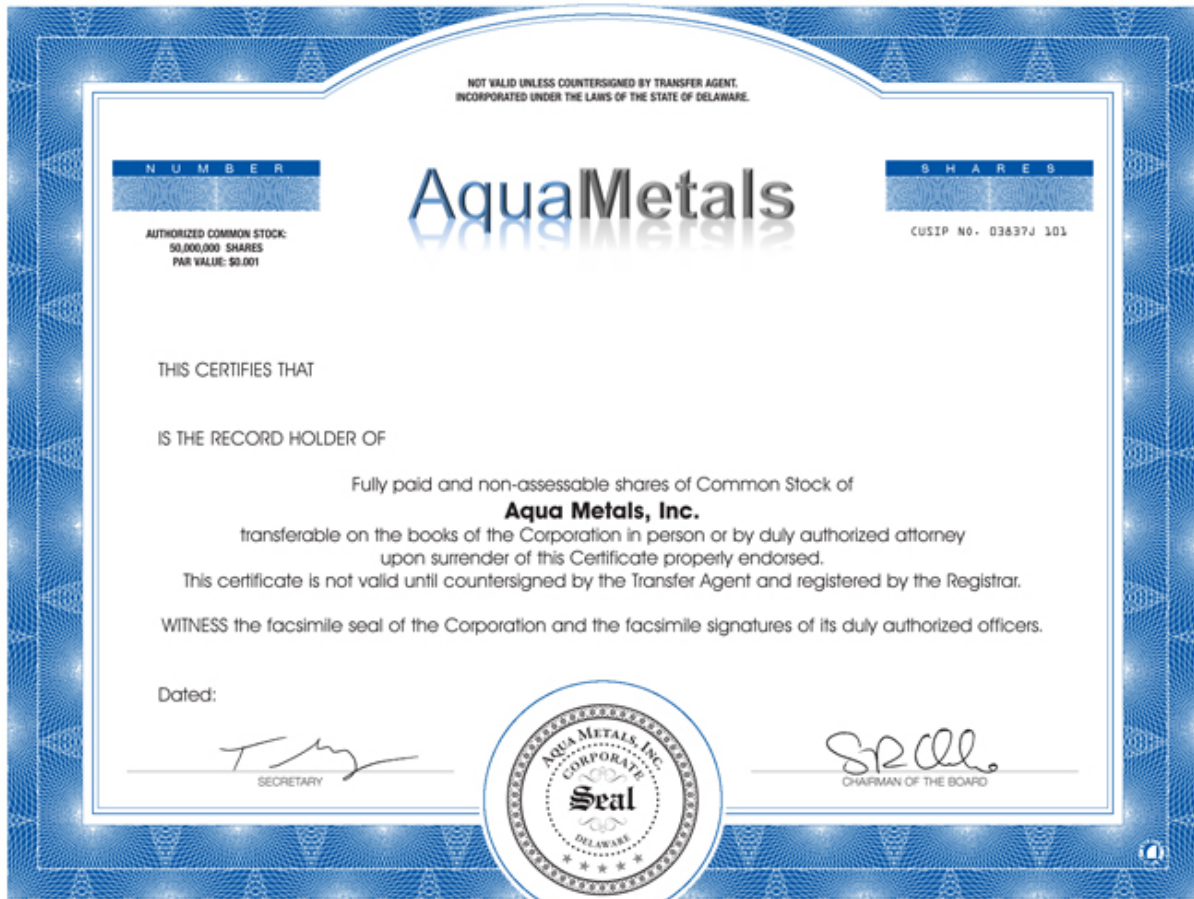 NOT VALID UNLESS COUNTERSIGNED BY TRANSFER AGENT.
INCORPORATED UNDER THE LAWS OF THE STATE OF DELAWARE.
NUMBER
AUTHORIZED COMMON STOCK:
50,000,000 SHARES
PAR VALUE: $0.001
AquaMetals
SHARES
CUSIP NO. 03837J 101
THIS CERTIFIES THAT
IS THE RECORD HOLDER OF
Fully paid and non-assessable shares of Common Stock of
Aqua Metals, Inc.
transferable on the books of the Corporation in person or by duly authorized attorney
upon surrender of this Certificate properly endorsed.
This certificate is not valid until countersigned by the Transfer Agent and registered by the Registrar.
WITNESS the facsimile seal of the Corporation and the facsimile signatures of its duly authorized officers.
Dated:
SECRETARY
AQUA METALS, INC.
CORPORATE
Seal
DELAWARE
CHAIRMAN OF THE BOARD